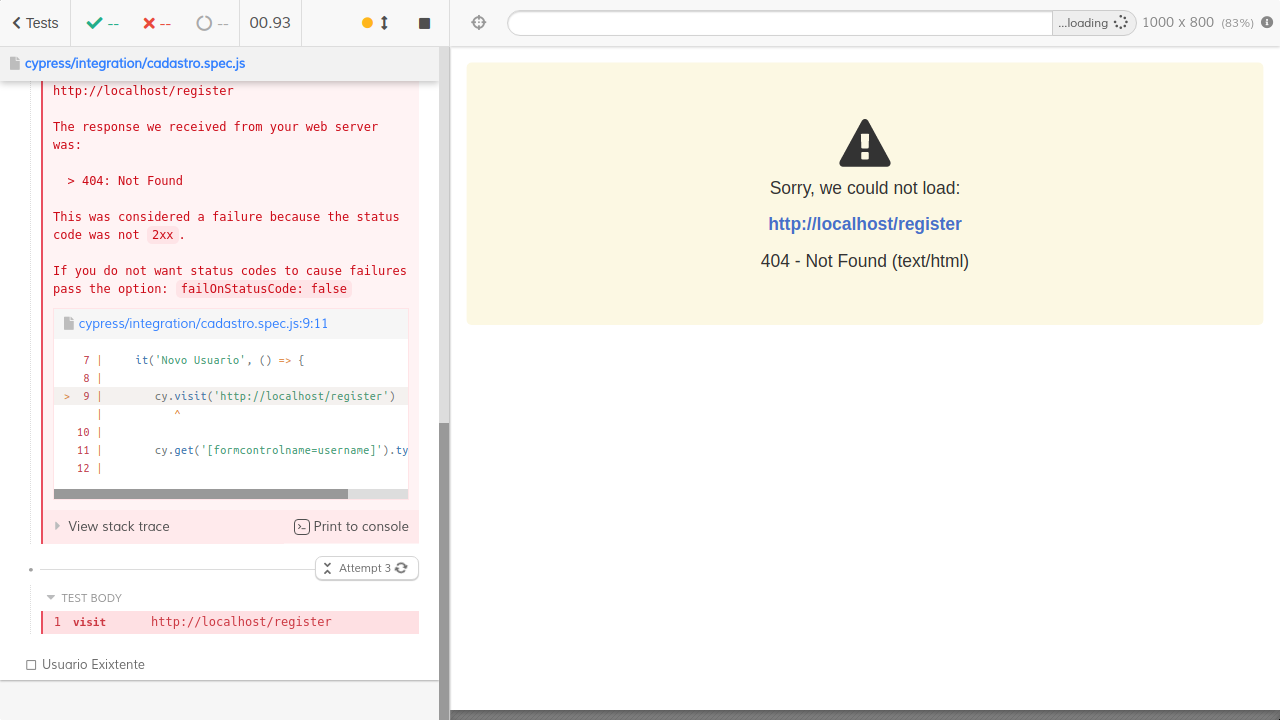 Tests
--
--
--
00.93
...loading
1000 x 800 (83%)
cypress/integration/cadastro.spec.js
http://localhost/register
The response we received from your web server
was:
> 404: Not Found
This was considered a failure because the status
code was not 2xx.
If you do not want status codes to cause failures
pass the option: failOnStatusCode: false
cypress/integration/cadastro.spec.js:9:11
7 | it('Novo Usuario', () => {
8 |
> 9 | cy.visit('http://localhost/register')
| ^
10 |
11 | cy.get('[formcontrolname=username]').ty
12 |
View stack trace
Print to console
Attempt 3
TEST BODY
1 visit http://localhost/register
Usuario Exixtente
Sorry, we could not load:
http://localhost/register
404 - Not Found (text/html)